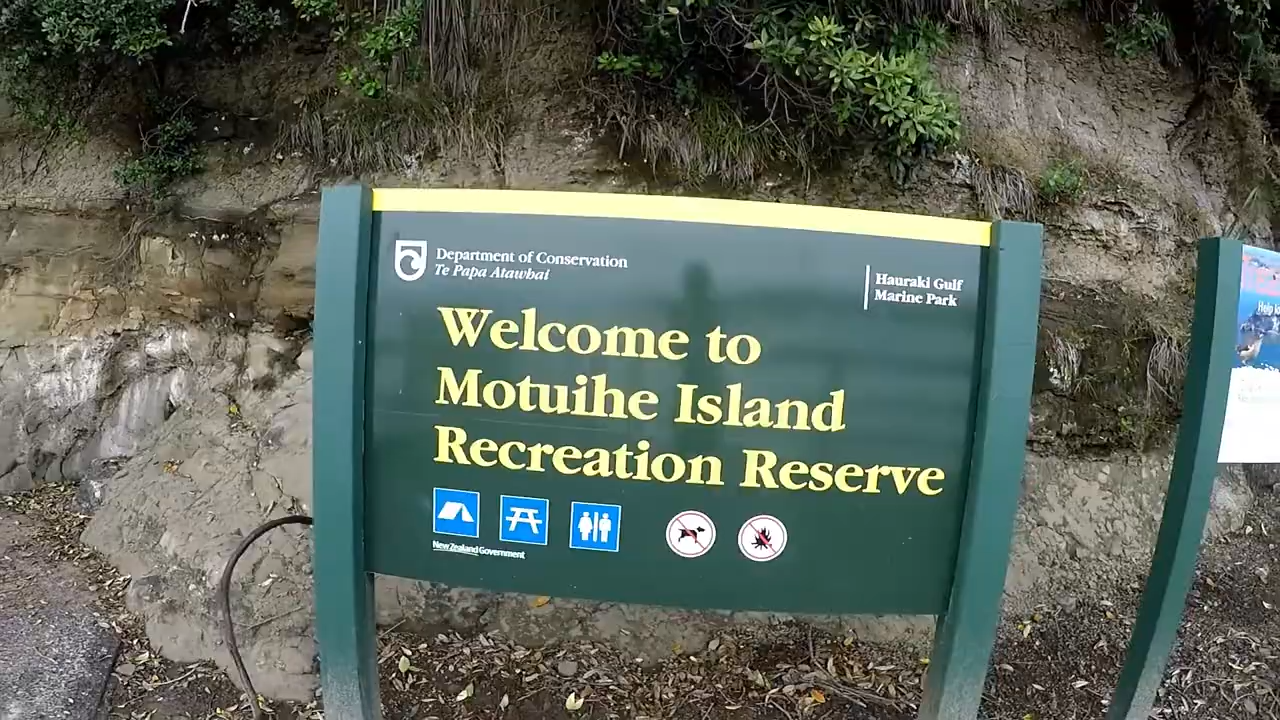 Department of Conservation
Te Papa Atawhai
Hauraki Gulf
Marine Park
Welcome to
Motuihe Island
Recreation Reserve
New Zealand Government
Help